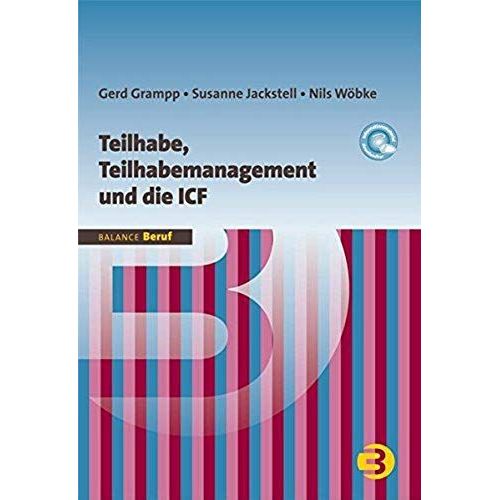 Gerd Grampp • Susanne Jackstell • Nils Wöbke
Teilhabe,
Teilhabemanagement
und die ICF
BALANCE Beruf
B